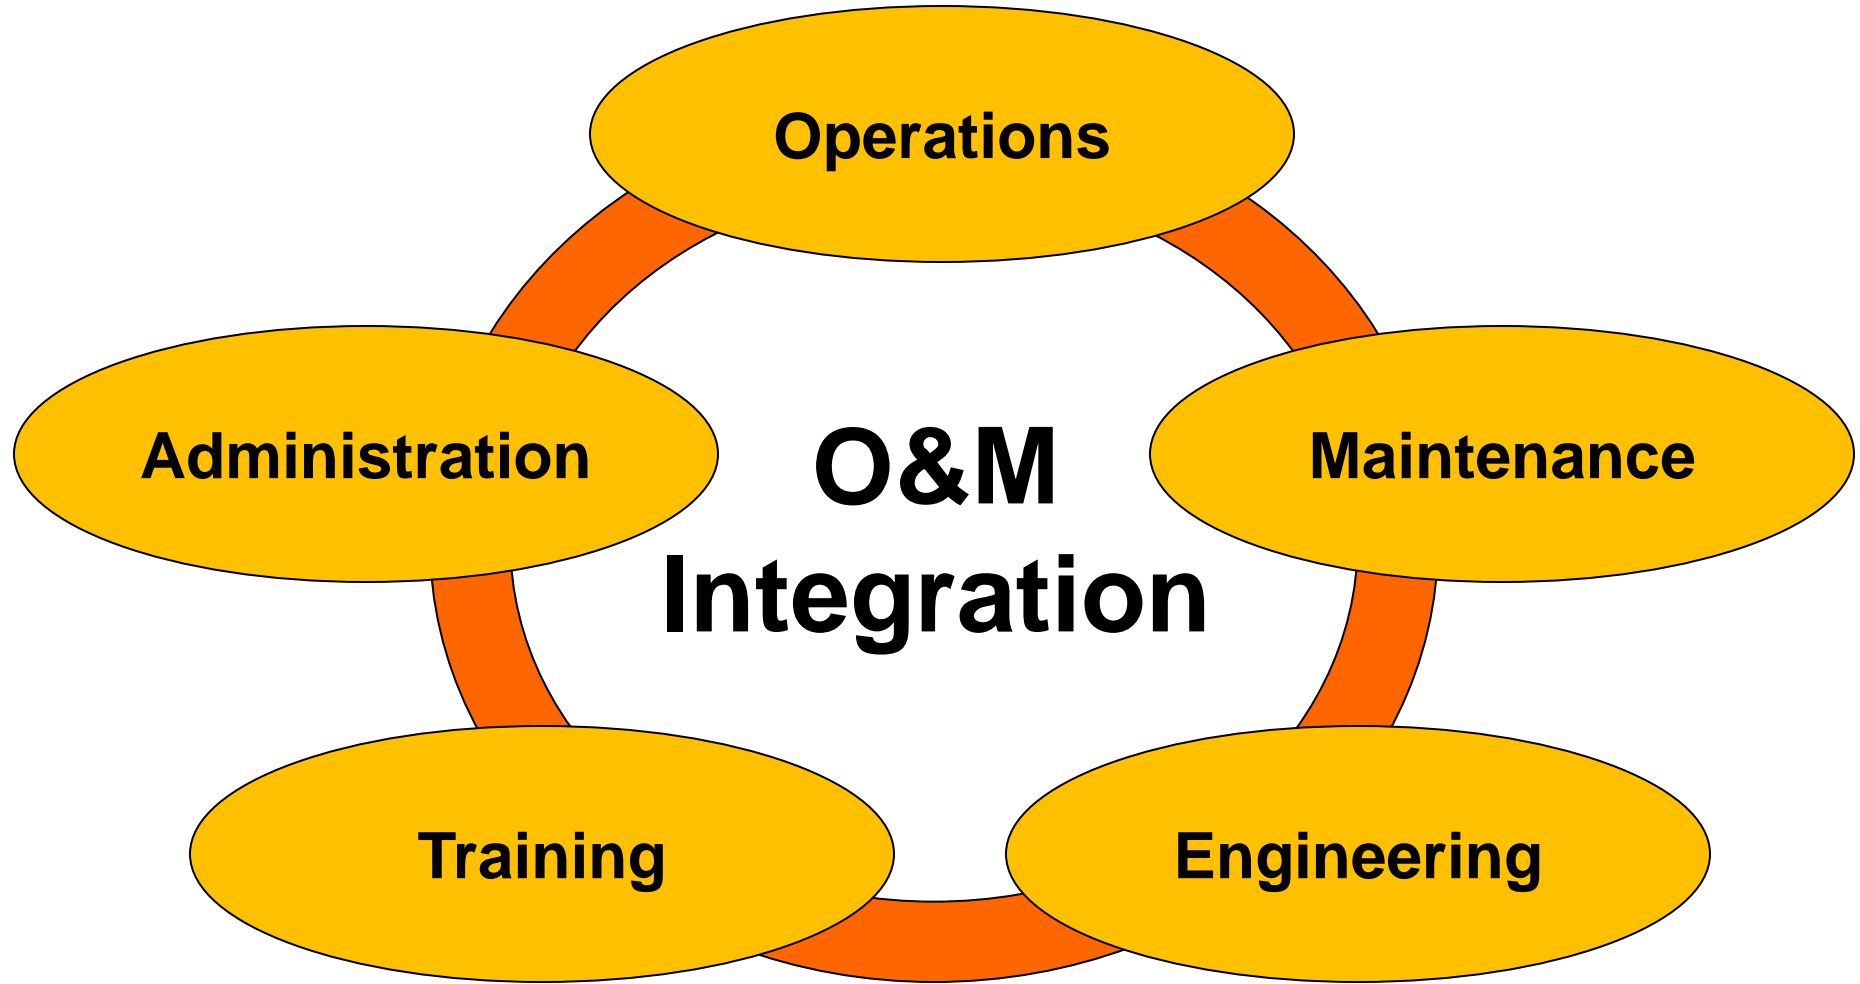 Operations
Administration
O&M
Integration
Maintenance
Training
Engineering